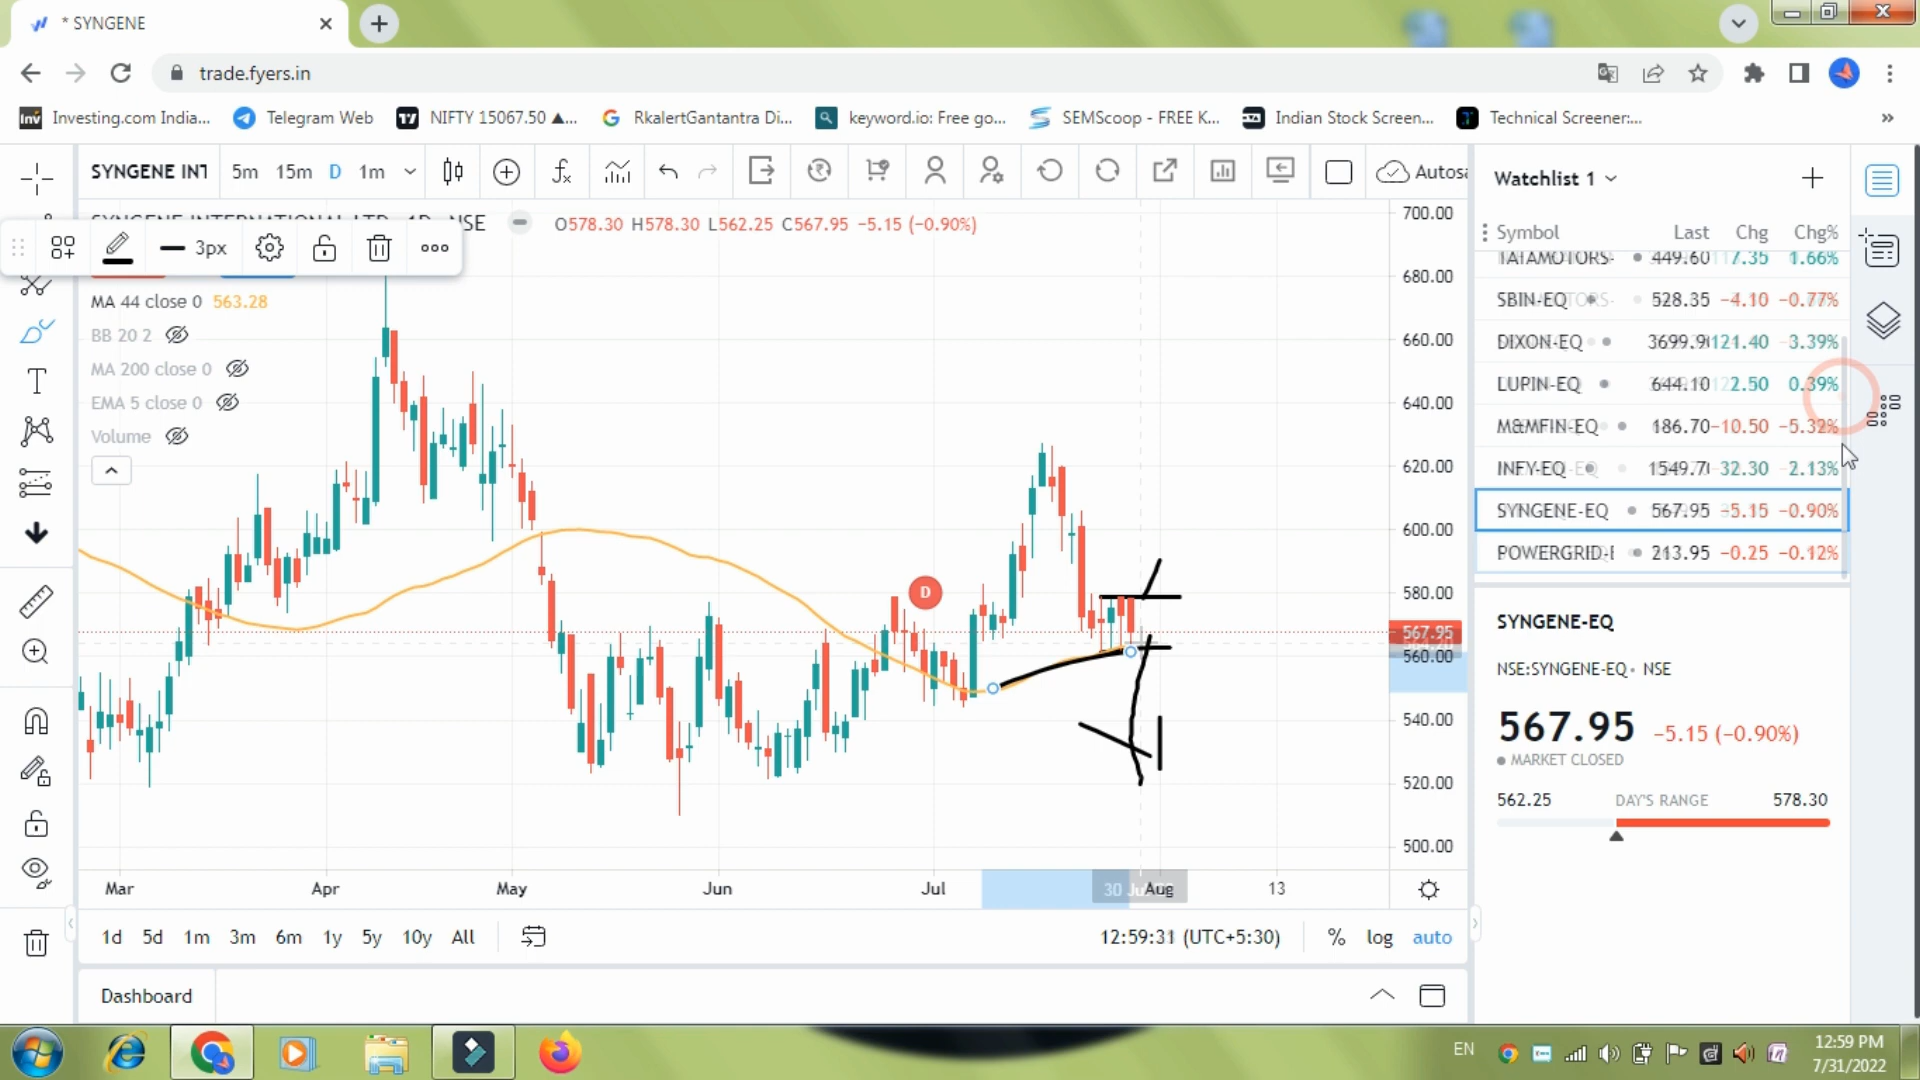 * SYNGENE
trade.fyers.in
Investing.com India...
Telegram Web
NIFTY 15067.50 ▲...
RkalertGantantra Di...
keyword.io: Free go...
SEMScoop - FREE K...
Indian Stock Screen...
Technical Screener:...
»
SYNGENE INT
5m 15m D 1m
Autosa
3px
NSE
O578.30 H578.30 L562.25 C567.95 −5.15 (−0.90%)
MA 44 close 0 563.28
BB 20 2
MA 200 close 0
EMA 5 close 0
Volume
D
700.00
680.00
660.00
640.00
620.00
600.00
580.00
567.95
560.00
540.00
520.00
500.00
Mar Apr May Jun Jul 30 Aug 13
1d 5d 1m 3m 6m 1y 5y 10y All
12:59:31 (UTC+5:30) % log auto
Dashboard
Watchlist 1
Symbol Last Chg Chg%
TATAMOTORS- 449.60 7.35 1.66%
SBIN-EQ 528.35 −4.10 −0.77%
DIXON-EQ 3699.9 121.40 3.39%
LUPIN-EQ 644.10 2.50 0.39%
M&MFIN-EQ 186.70 −10.50 −5.32%
INFY-EQ 1549.7 32.30 2.13%
SYNGENE-EQ 567.95 −5.15 −0.90%
POWERGRID-E 213.95 −0.25 −0.12%
SYNGENE-EQ
NSE:SYNGENE-EQ • NSE
567.95 −5.15 (−0.90%)
MARKET CLOSED
562.25 DAY'S RANGE 578.30
EN
12:59 PM
7/31/2022